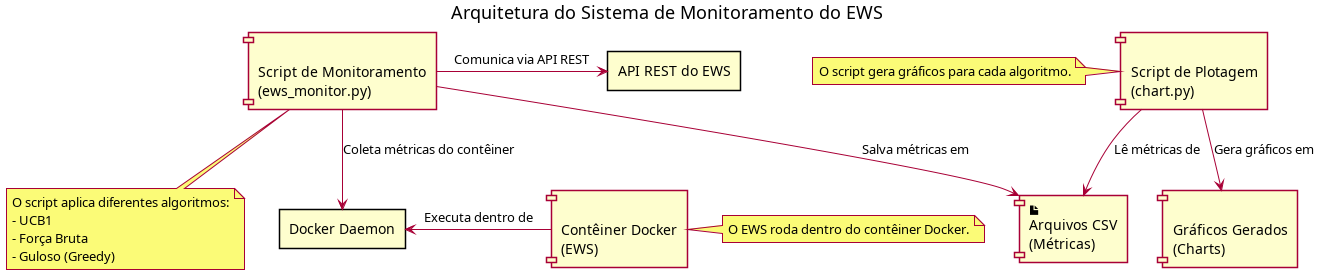 Arquitetura do Sistema de Monitoramento do EWS
Script de Monitoramento
(ews_monitor.py)
Comunica via API REST
API REST do EWS
O script gera gráficos para cada algoritmo.
Script de Plotagem
(chart.py)
Coleta métricas do contêiner
Salva métricas em
Lê métricas de
Gera gráficos em
O script aplica diferentes algoritmos:
- UCB1
- Força Bruta
- Guloso (Greedy)
Docker Daemon
Executa dentro de
Contêiner Docker
(EWS)
O EWS roda dentro do contêiner Docker.
Arquivos CSV
(Métricas)
Gráficos Gerados
(Charts)